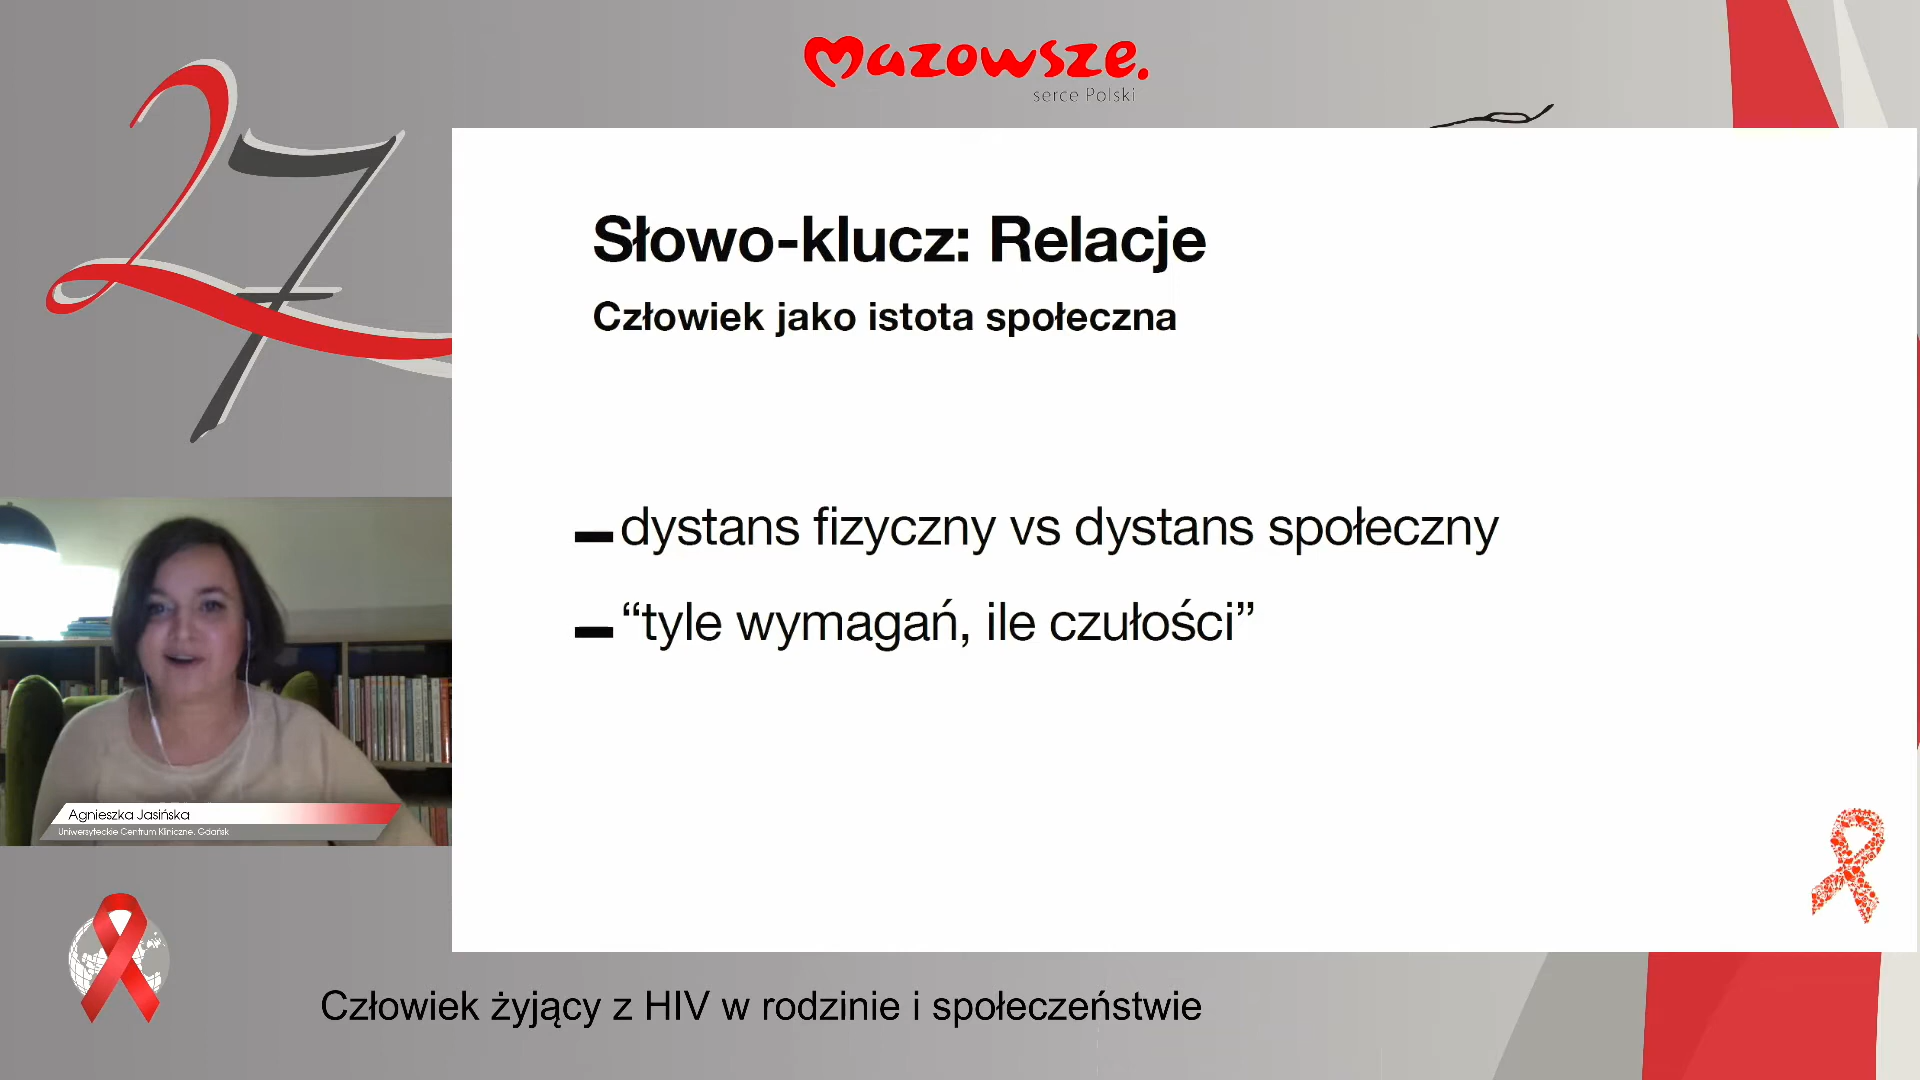 27
Mazowsze.
serce Polski
Słowo-klucz: Relacje
Człowiek jako istota społeczna
dystans fizyczny vs dystans społeczny
“tyle wymagań, ile czułości”
Agnieszka Jasińska
Uniwersyteckie Centrum Kliniczne, Gdańsk
Człowiek żyjący z HIV w rodzinie i społeczeństwie